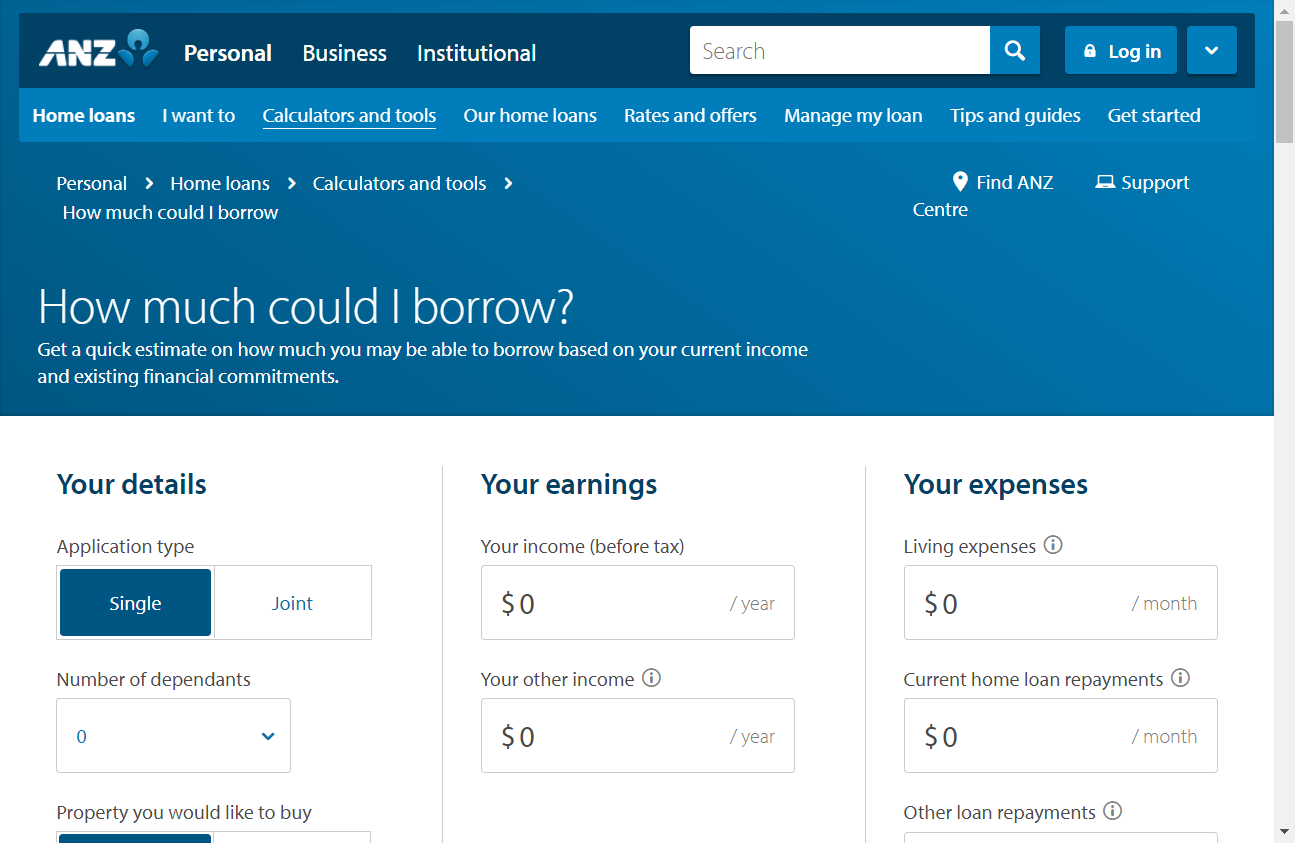 ANZ Personal Business Institutional Search Log in
Home loans I want to Calculators and tools Our home loans Rates and offers Manage my loan Tips and guides Get started
Personal Home loans Calculators and tools
How much could I borrow
Find ANZ
Centre
Support
How much could I borrow?
Get a quick estimate on how much you may be able to borrow based on your current income
and existing financial commitments.
Your details
Application type
Single Joint
Number of dependants
0
Property you would like to buy
Your earnings
Your income (before tax)
$ 0 / year
Your other income
$ 0 / year
Your expenses
Living expenses
$ 0 / month
Current home loan repayments
$ 0 / month
Other loan repayments